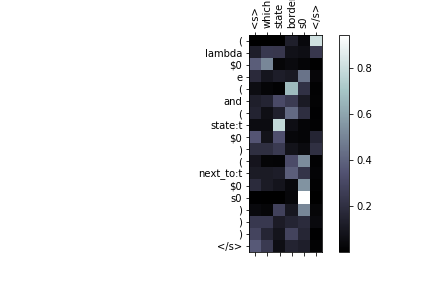 <s>
which
state
border
s0
</s>
(
lambda
$0
e
(
and
(
state:t
$0
)
(
next_to:t
$0
s0
)
)
)
</s>
0.8
0.6
0.4
0.2